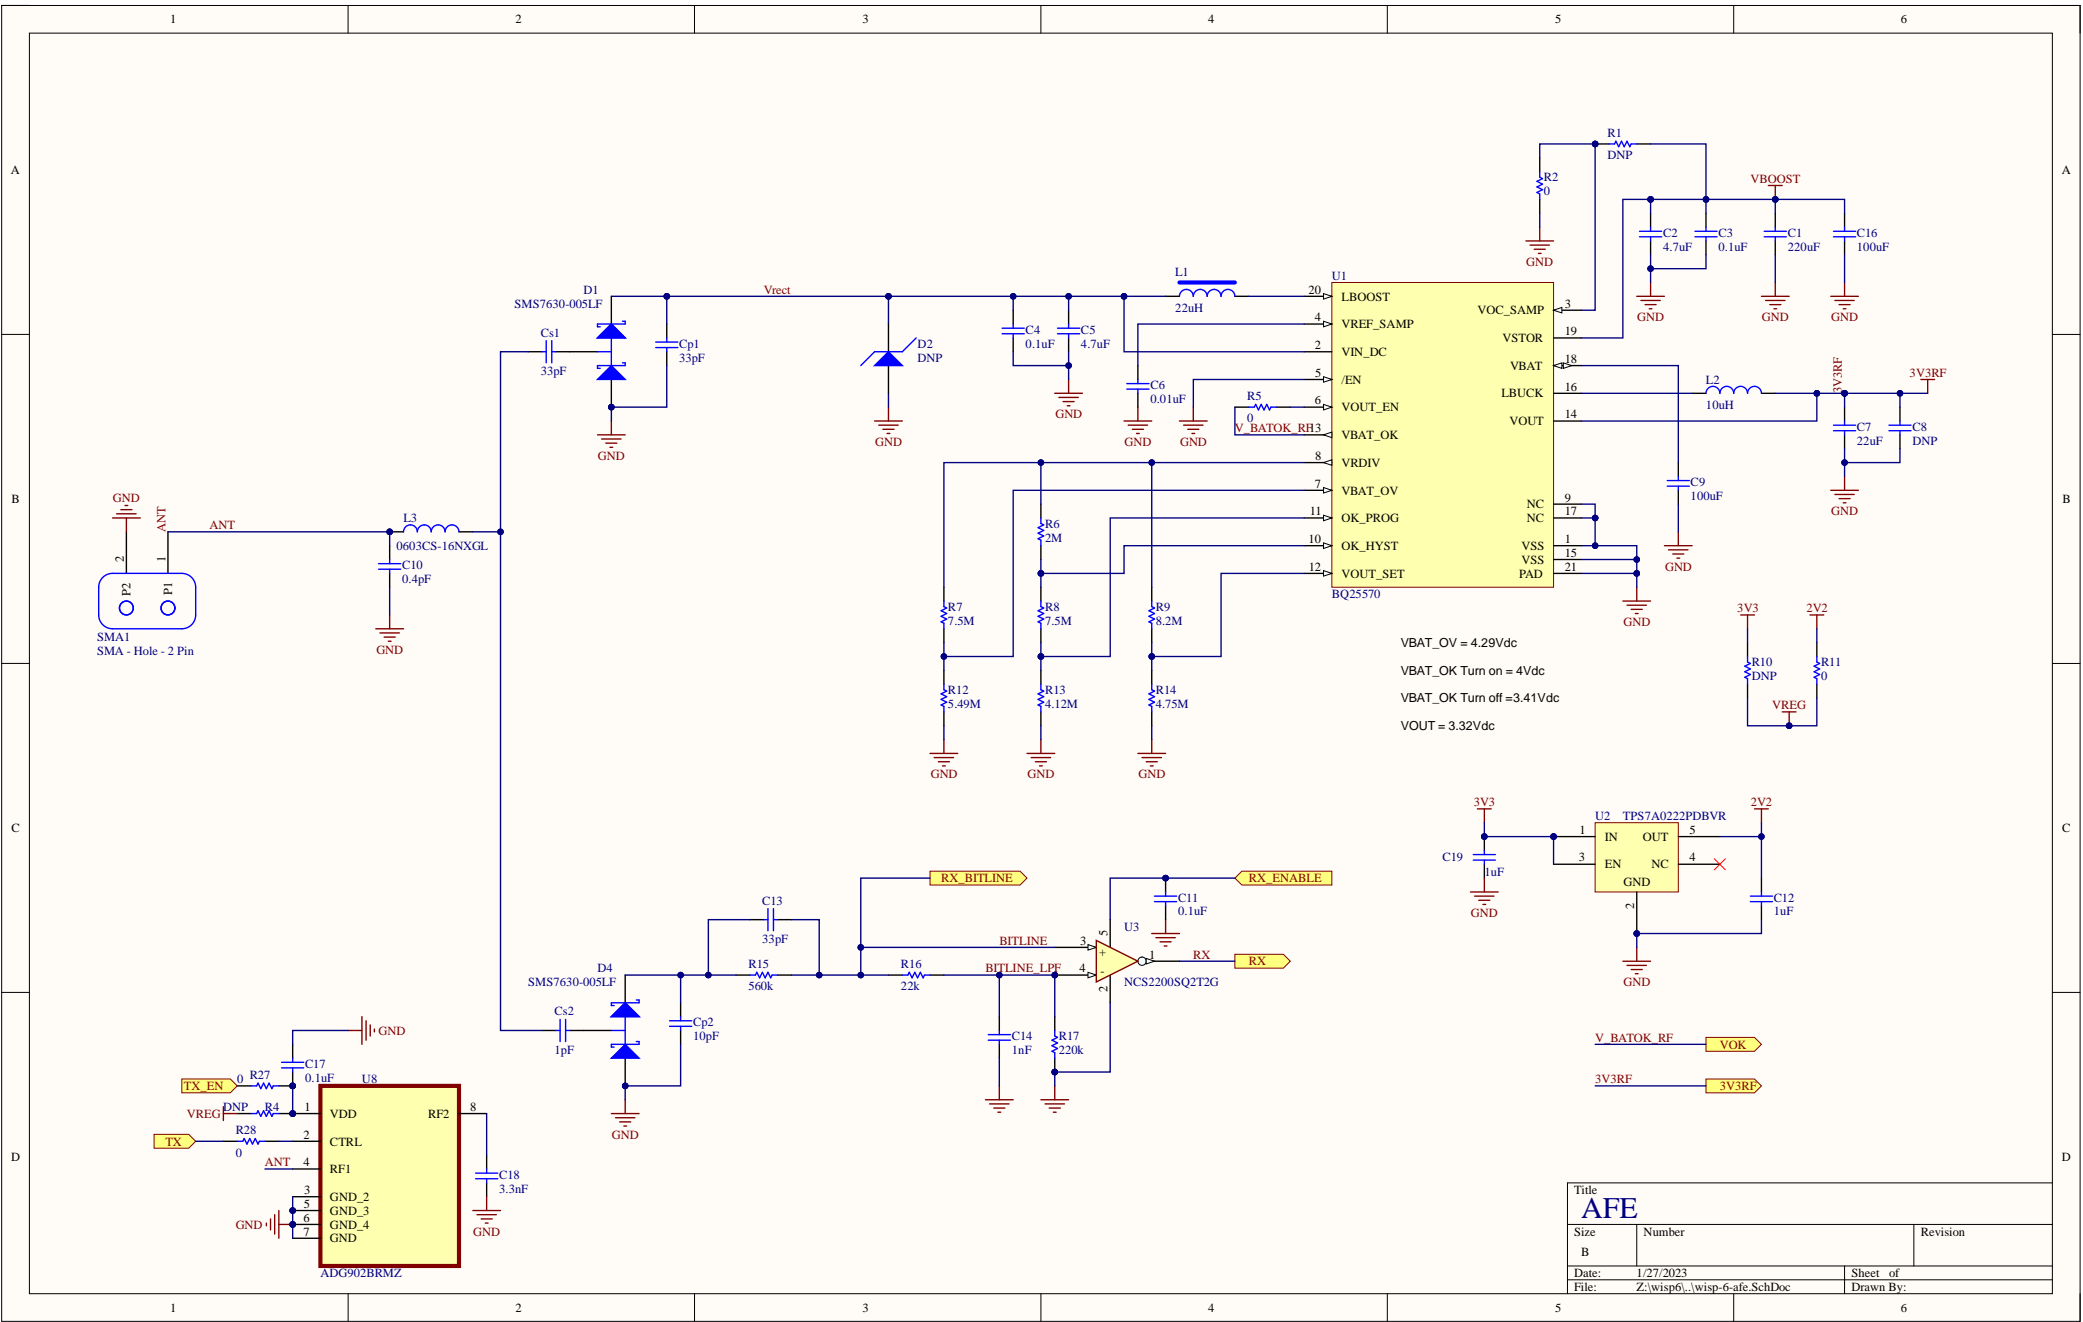 1 2 3 4 5 6
A A
B B
C C
D D
1 2 3 4 5 6
R1
DNP
R2
0
GND
VBOOST
C2
4.7uF
C3
0.1uF
C1
220uF
C16
100uF
GND
GND
GND
D1
SMS7630-005LF
Cs1
33pF
Cp1
33pF
GND
Vrect
D2
DNP
GND
C4
0.1uF
C5
4.7uF
GND
L1
22uH
C6
0.01uF
GND
GND
R5
0
V_BATOK_RF
U1
20 LBOOST
4 VREF_SAMP
2 VIN_DC
5 /EN
6 VOUT_EN
13 VBAT_OK
8 VRDIV
7 VBAT_OV
11 OK_PROG
10 OK_HYST
12 VOUT_SET
VOC_SAMP 3
VSTOR 19
VBAT 18
LBUCK 16
VOUT 14
NC 9
NC 17
VSS 1
VSS 15
PAD 21
BQ25570
L2
10uH
3V3RF
3V3RF
C7
22uF
C8
DNP
GND
C9
100uF
GND
GND
R6
2M
R7
7.5M
R8
7.5M
R9
8.2M
R12
5.49M
R13
4.12M
R14
4.75M
GND
GND
GND
VBAT_OV = 4.29Vdc
VBAT_OK Turn on = 4Vdc
VBAT_OK Turn off =3.41Vdc
VOUT = 3.32Vdc
3V3
2V2
R10
DNP
R11
0
VREG
GND
ANT
ANT
2
1
P2
P1
SMA1
SMA - Hole - 2 Pin
L3
0603CS-16NXGL
C10
0.4pF
GND
3V3
2V2
U2 TPS7A0222PDBVR
1 IN
3 EN
OUT 5
NC 4
GND
2
C19
1uF
GND
C12
1uF
GND
RX_BITLINE
RX_ENABLE
C11
0.1uF
C13
33pF
R15
560k
R16
22k
BITLINE
BITLINE_LPF
3
4
5
2
1
+
-
U3
NCS2200SQ2T2G
RX
RX
D4
SMS7630-005LF
Cs2
1pF
Cp2
10pF
GND
C14
1nF
R17
220k
V_BATOK_RF
VOK
3V3RF
3V3RF
GND
C17
0.1uF
TX_EN
0
R27
VREG
DNP
R4
TX
R28
0
ANT
U8
1 VDD
2 CTRL
4 RF1
3 GND_2
5 GND_3
6 GND_4
7 GND
RF2 8
GND
ADG902BRMZ
C18
3.3nF
GND
Title
AFE
Size Number Revision
B
Date: 1/27/2023 Sheet of
File: Z:\wisp6\..\wisp-6-afe.SchDoc Drawn By: